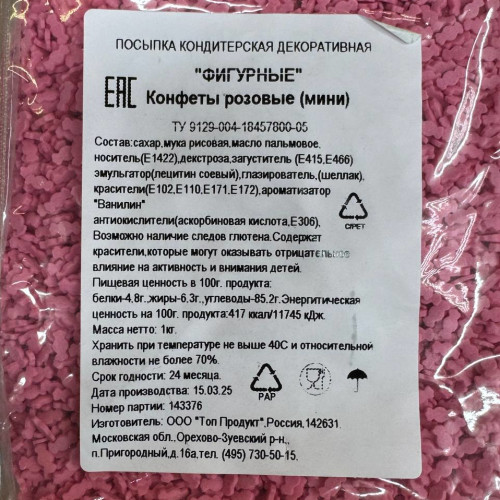 ПОСЫПКА КОНДИТЕРСКАЯ ДЕКОРАТИВНАЯ
"ФИГУРНЫЕ"
EAC Конфеты розовые (мини)
ТУ 9129-004-18457800-05
Состав:сахар,мука рисовая,масло пальмовое,
носитель(Е1422),декстроза,загуститель (Е415,Е466)
эмульгатор(лецитин соевый),глазирователь,(шеллак),
красители(Е102,Е110,Е171,Е172),ароматизатор
"Ванилин"
антиокислители(аскорбиновая кислота,Е306),
C/PET
Возможно наличие следов глютена.Содержат
красители,которые могут оказывать отрицательное
влияние на активность и внимания детей.
Пищевая ценность в 100г. продукта:
белки-4,8г.,жиры-6,3г.,углеводы-85.2г.Энергитическая
ценность на 100г. продукта:417 ккал/11745 кДж.
Масса нетто: 1кг.
Хранить при температуре не выше 40С и относительной
влажности не более 70%.
Срок годности: 24 месяца.
Дата производства: 15.03.25
Номер партии: 143376
PAP
Изготовитель: ООО "Топ Продукт",Россия,142631
Московская обл., Орехово-Зуевский р-н.,
п.Пригородный,д.16а,тел. (495) 730-50-15.